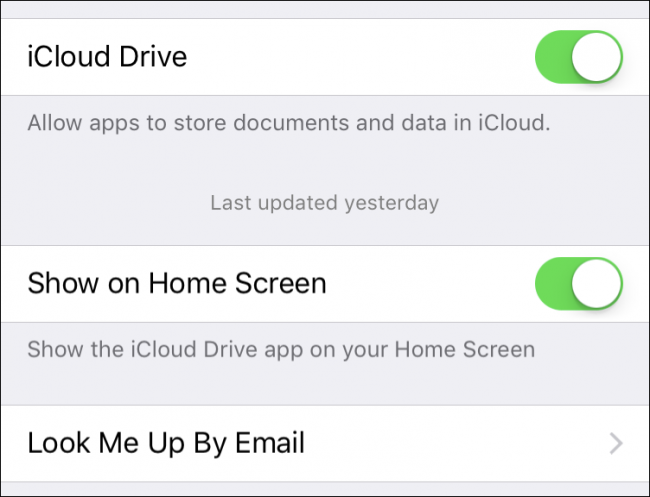 iCloud Drive
Allow apps to store documents and data in iCloud.
Last updated yesterday
Show on Home Screen
Show the iCloud Drive app on your Home Screen
Look Me Up By Email